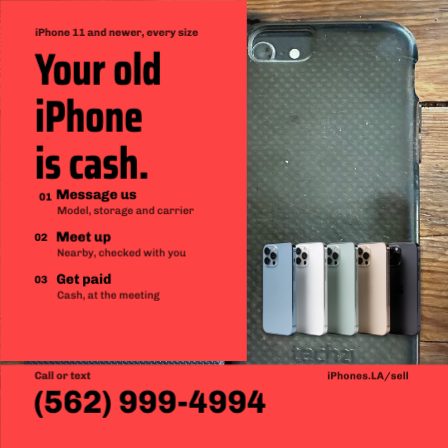 iPhone 11 and newer, every size
Your old
iPhone
is cash.
01 Message us
Model, storage and carrier
02 Meet up
Nearby, checked with you
03 Get paid
Cash, at the meeting
tech21
Call or text
iPhones.LA/sell
(562) 999-4994